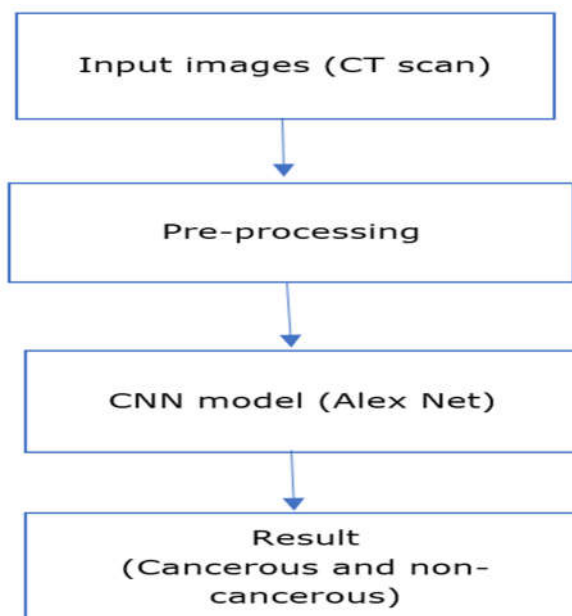 Input images (CT scan)
Pre-processing
CNN model (Alex Net)
Result
(Cancerous and non-
cancerous)